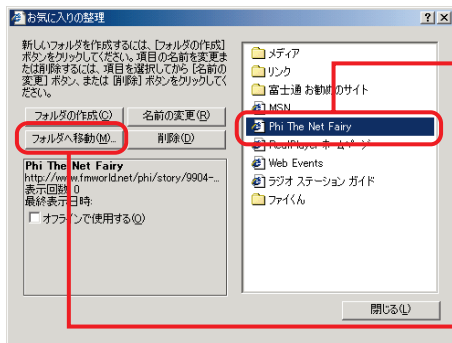 お気に入りの整理
新しいフォルダを作成するには、[フォルダの作成]
ボタンをクリックしてください。項目の名前を変更ま
たは削除するには、項目を選択してから [名前の
変更] ボタン、または [削除] ボタンをクリックしてく
ださい。
フォルダの作成(C)
名前の変更(R)
フォルダへ移動(M)...
削除(D)
Phi The Net Fairy
http://www.fmworld.net/phi/story/9904-...
表示回数: 0
最終表示日時:
オフラインで使用する(O)
メディア
リンク
富士通 お勧めのサイト
MSN
Phi The Net Fairy
RealPlayer ホームページ
Web Events
ラジオ ステーション ガイド
ファイくん
閉じる(L)